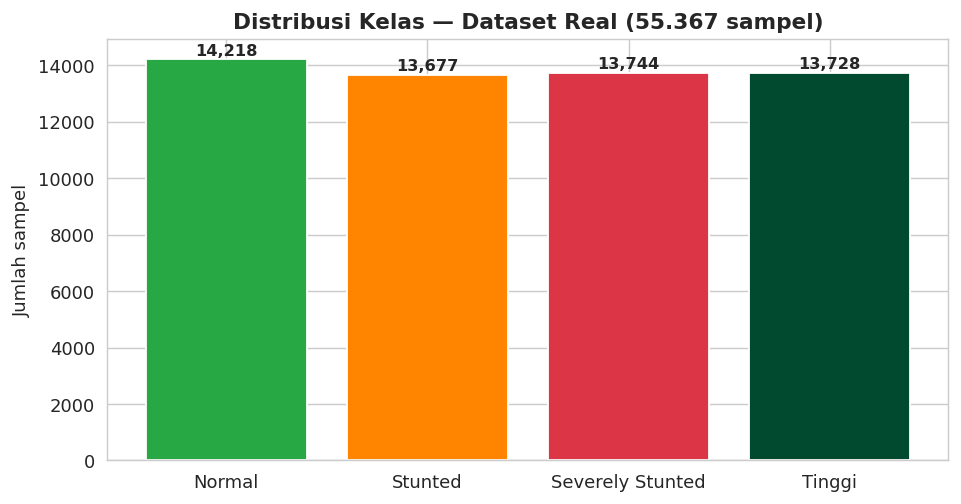 Distribusi Kelas — Dataset Real (55.367 sampel)
Jumlah sampel
14000
12000
10000
8000
6000
4000
2000
0
14,218
13,677
13,744
13,728
Normal
Stunted
Severely Stunted
Tinggi